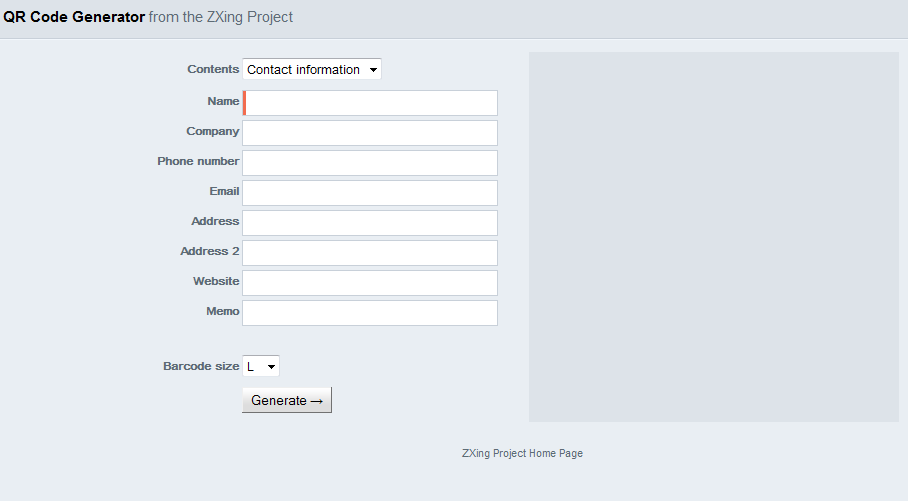 QR Code Generator from the ZXing Project
Contents Contact information
Name
Company
Phone number
Email
Address
Address 2
Website
Memo
Barcode size L
Generate →
ZXing Project Home Page